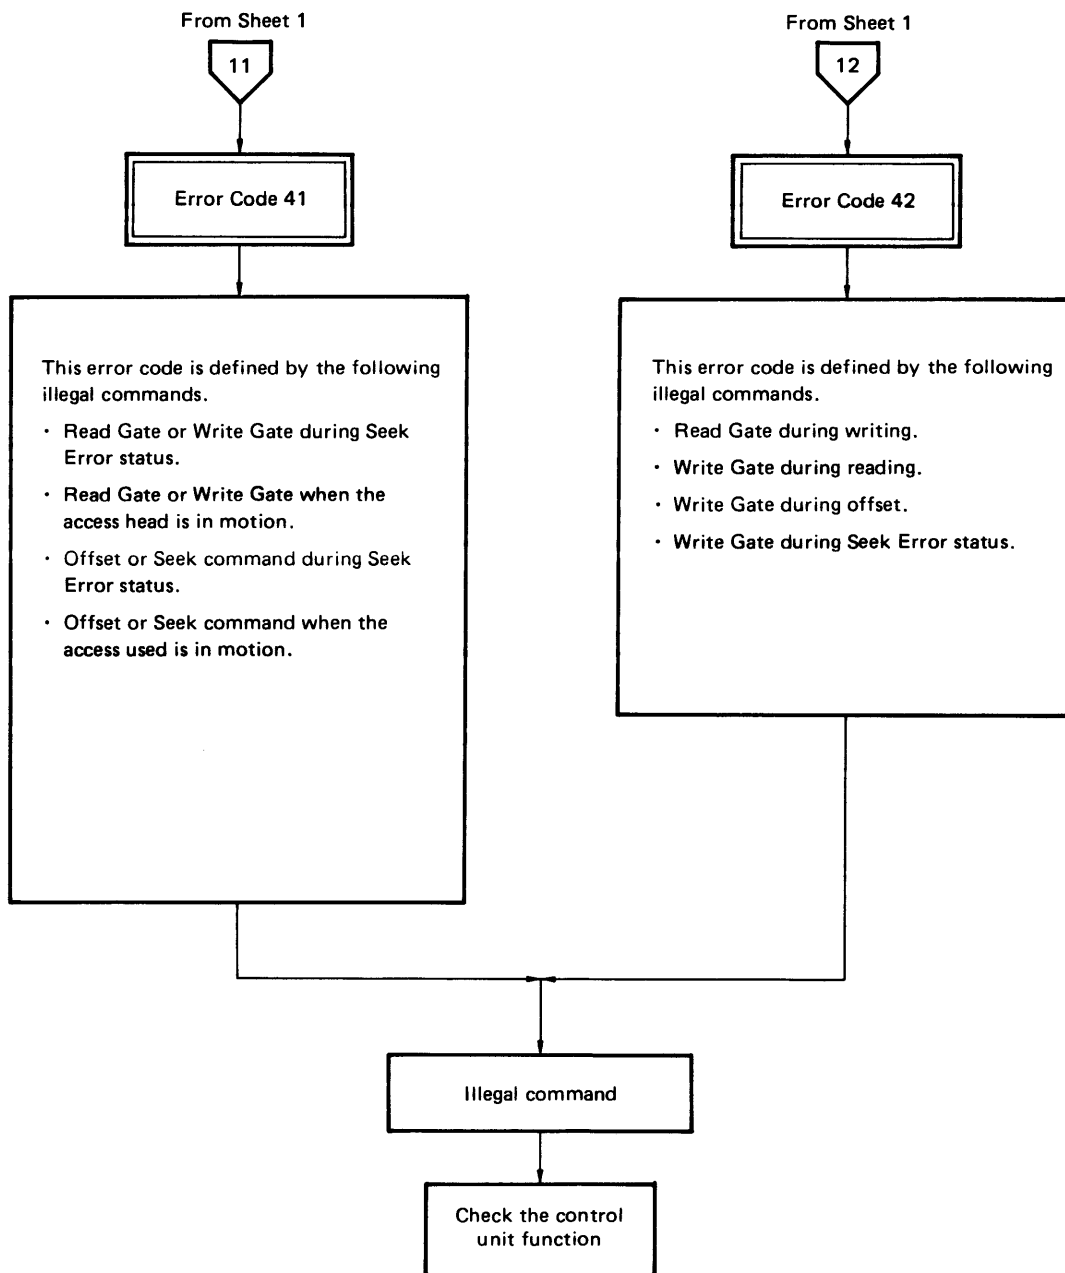 From Sheet 1
11
Error Code 41
This error code is defined by the following
illegal commands.
· Read Gate or Write Gate during Seek
Error status.
· Read Gate or Write Gate when the
access head is in motion.
· Offset or Seek command during Seek
Error status.
· Offset or Seek command when the
access used is in motion.
From Sheet 1
12
Error Code 42
This error code is defined by the following
illegal commands.
· Read Gate during writing.
· Write Gate during reading.
· Write Gate during offset.
· Write Gate during Seek Error status.
Illegal command
Check the control
unit function